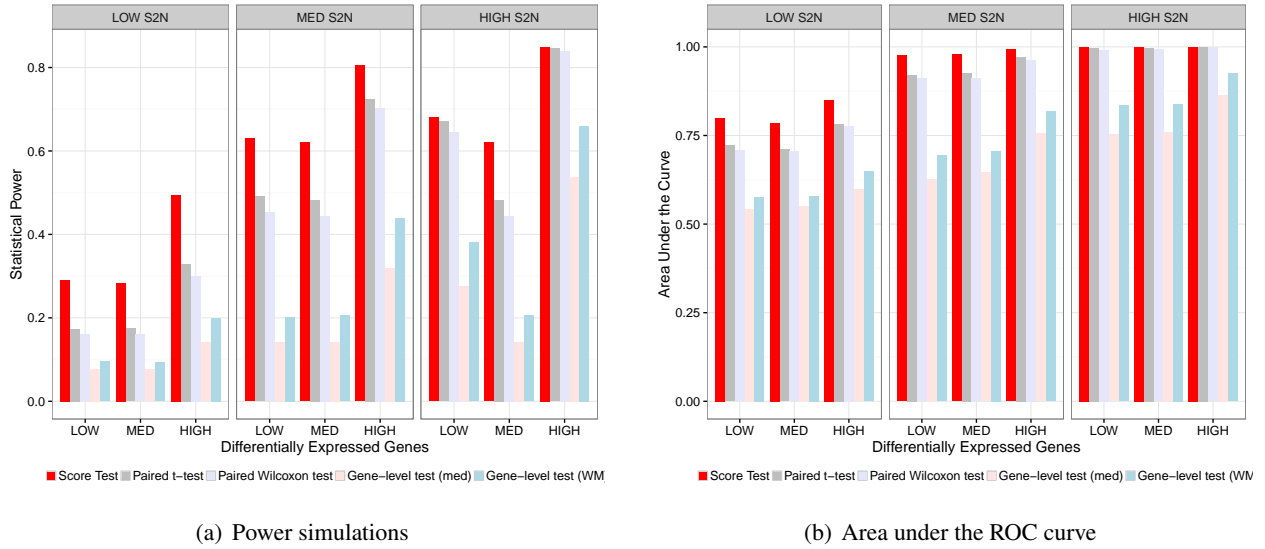 LOW S2N MED S2N HIGH S2N
0.8
0.6
0.4
0.2
0.0
Statistical Power
LOW MED HIGH LOW MED HIGH LOW MED HIGH
Differentially Expressed Genes
Score Test Paired t−test Paired Wilcoxon test Gene−level test (med) Gene−level test (WM)
(a) Power simulations
LOW S2N MED S2N HIGH S2N
1.00
0.75
0.50
0.25
0.00
Area Under the Curve
LOW MED HIGH LOW MED HIGH LOW MED HIGH
Differentially Expressed Genes
Score Test Paired t−test Paired Wilcoxon test Gene−level test (med) Gene−level test (WM
(b) Area under the ROC curve